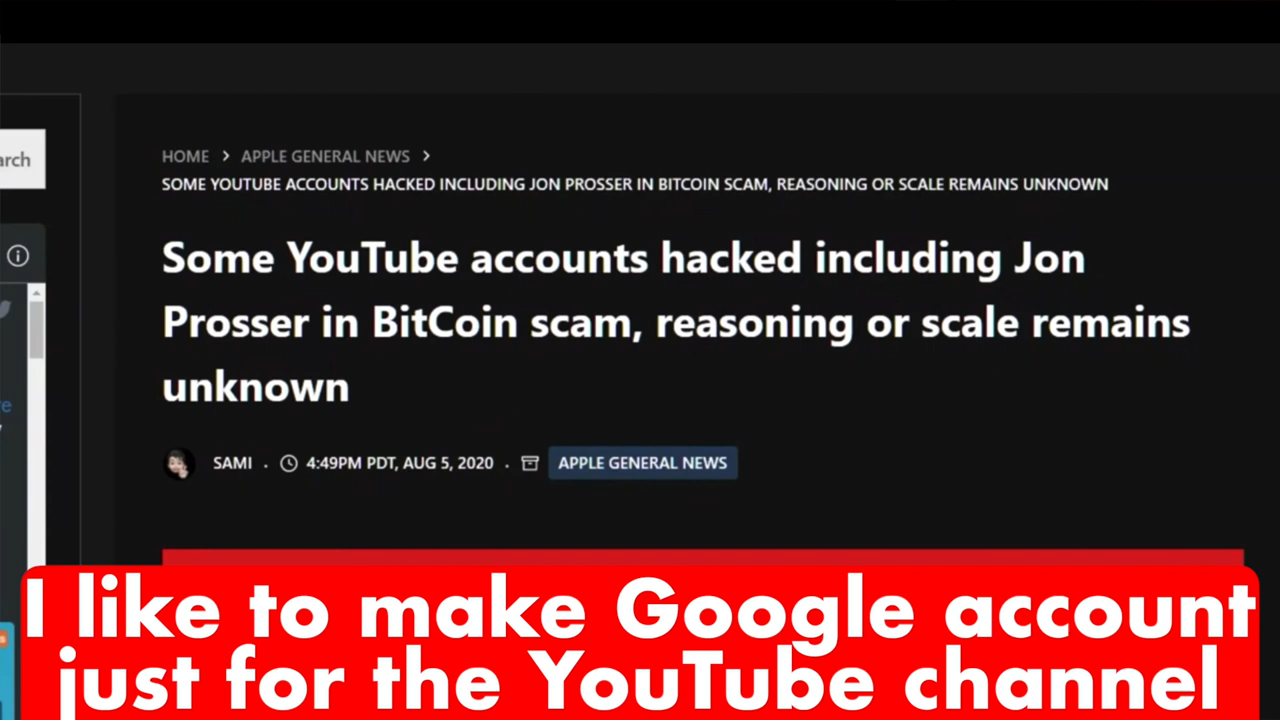 arch
HOME > APPLE GENERAL NEWS >
SOME YOUTUBE ACCOUNTS HACKED INCLUDING JON PROSSER IN BITCOIN SCAM, REASONING OR SCALE REMAINS UNKNOWN
Some YouTube accounts hacked including Jon
Prosser in BitCoin scam, reasoning or scale remains
unknown
SAMI . 4:49PM PDT, AUG 5, 2020 . APPLE GENERAL NEWS
I like to make Google account
just for the YouTube channel